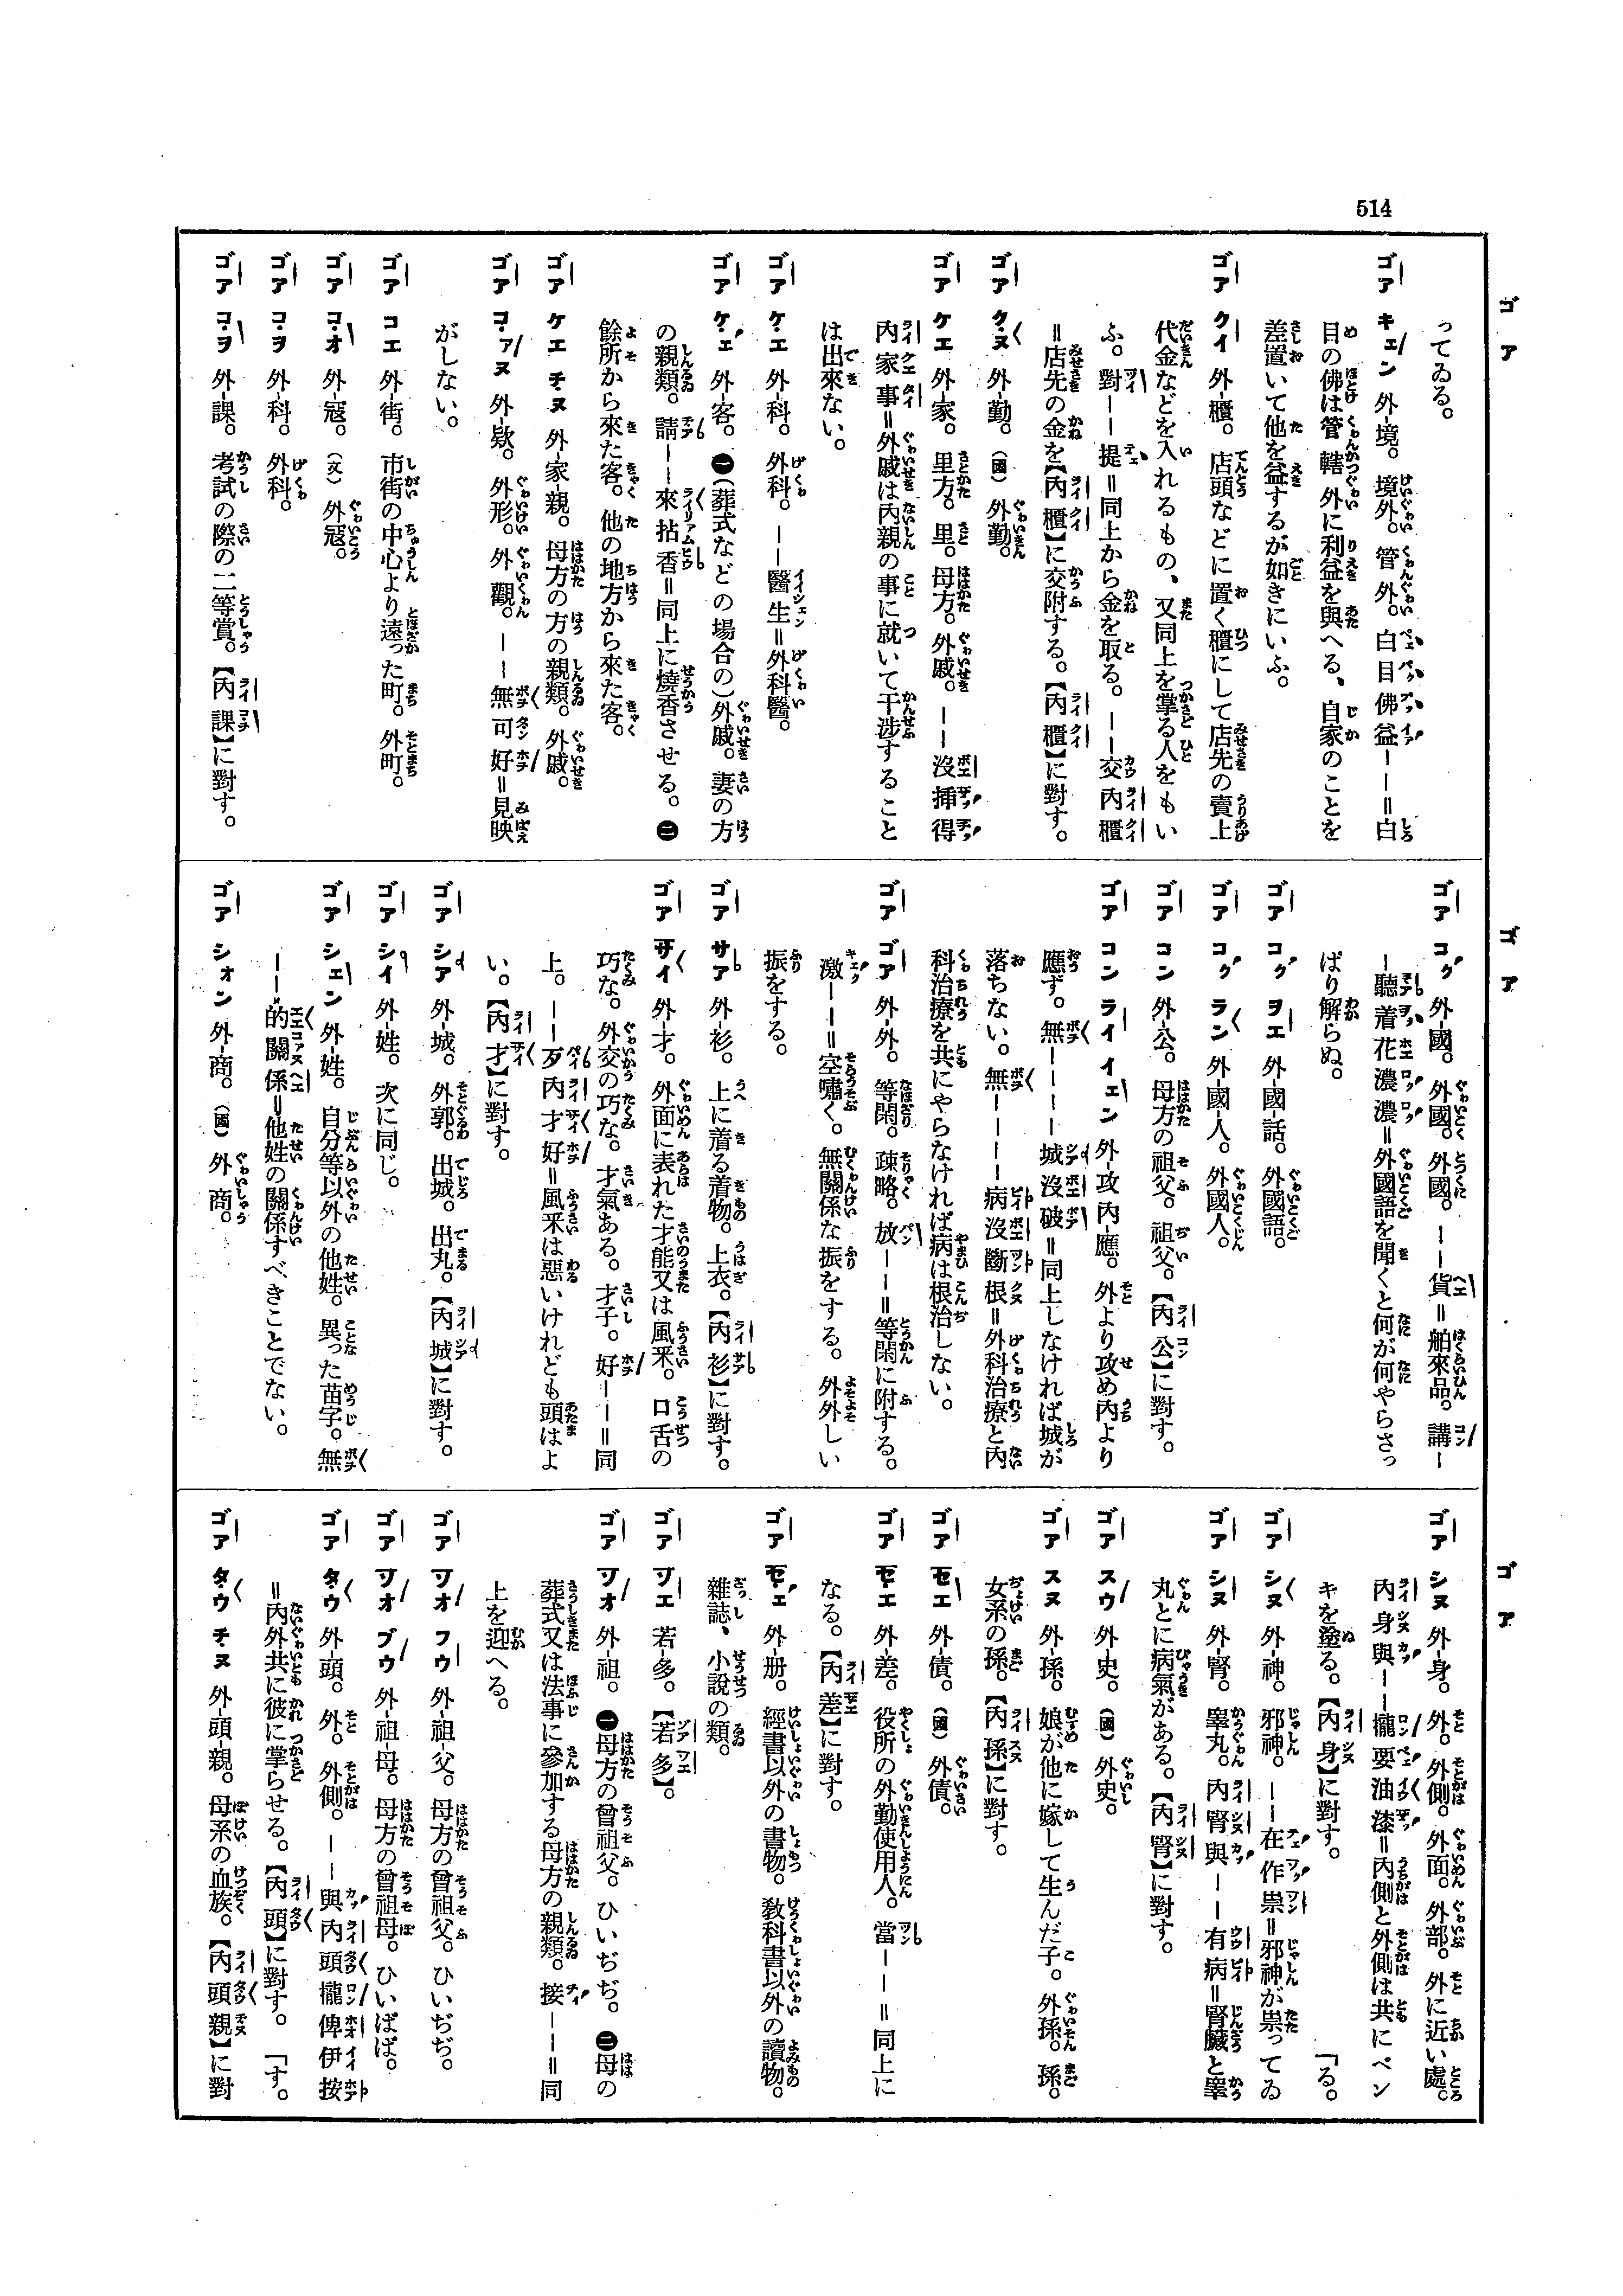 514
ゴア
ってゐる。
ゴア キェン 外-境。境外。管外。白目佛益――＝白
目の佛は管轄外に利益を與へる、自家のことを
差置いて他を益するが如きにいふ。
ゴア クイ 外-櫃。店頭などに置く櫃にして店先の賣上
代金などを入れるもの、又同上を掌る人をもい
ふ。對――提＝同上から金を取る。――交內櫃
＝店先の金を【內櫃】に交附する。【內櫃】に對す。
ゴア ク・ヌ 外-勤。（國）外勤。
ゴア ケエ 外-家。里方。里。母方。外戚。――沒揷得
內家事＝外戚は內親の事に就いて干涉すること
は出來ない。
ゴア ケ・エ 外-科。外科。――醫生＝外科醫。
ゴア ケ・ェ 外-客。㊀（葬式などの場合の）外戚。妻の方
の親類。請――來拈香＝同上に燒香させる。㊁
餘所から來た客。他の地方から來た客。
ゴア ケエ チ・ヌ 外-家-親。母方の方の親類。外戚。
ゴア コ・ァヌ 外-欵。外形。外觀。――無可好＝見映
がしない。
ゴア コエ 外-街。市街の中心より遠った町。外町。
ゴア コ・オ 外-寇。（文）外寇。
ゴア コ・ヲ 外-科。外科。
ゴア コ・ヲ 外-課。考試の際の二等賞。【內課】に對す。
ゴア
ゴア コク 外-國。外國。外國。――貨＝舶來品。講―
―聽着花濃濃＝外國語を聞くと何が何やらさっ
ぱり解らぬ。
ゴア コク ヲエ 外-國-話。外國語。
ゴア コク ラン 外-國-人。外國人。
ゴア コン 外-公。母方の祖父。祖父。【內公】に對す。
ゴア コン ライ イェン 外-攻內-應。外より攻め內より
應ず。無――――城沒破＝同上しなければ城が
落ちない。無――――病沒斷根＝外科治療と內
科治療を共にやらなければ病は根治しない。
ゴア ゴア 外-外。等閑。疎略。放――＝等閑に附する。
激――＝空嘯く。無關係な振をする。外外しい
振をする。
ゴア サア 外-衫。上に着る着物。上衣。【內衫】に對す。
ゴア サイ 外-才。外面に表れた才能又は風采。口舌の
巧な。外交の巧な。才氣ある。才子。好――＝同
上。――歹內才好＝風采は惡いけれども頭はよ
い。【內才】に對す。
ゴア シア 外-城。外郭。出城。出丸。【內城】に對す。
ゴア シイ 外-姓。次に同じ。
ゴア シェン 外-姓。自分等以外の他姓。異った苗字。無
――的關係＝他姓の關係すべきことでない。
ゴア シォン 外-商。（國）外商。
ゴア
ゴア シヌ 外-身。外。外側。外面。外部。外に近い處。
內身與――攏要油漆＝內側と外側は共にペン
キを塗る。【內身】に對す。 「る。
ゴア シヌ 外-神。邪神。――在作祟＝邪神が祟ってゐ
ゴア シヌ 外-腎。睾丸。內腎與――有病＝腎臟と睾
丸とに病氣がある。【內腎】に對す。
ゴア スウ 外-史。（國）外史。
ゴア スヌ 外-孫。娘が他に嫁して生んだ子。外孫。孫。
女系の孫。【內孫】に對す。
ゴア セエ 外-債。（國）外債。
ゴア セ・エ 外-差。役所の外勤使用人。當――＝同上に
なる。【內差】に對す。
ゴア セ・ェ 外-册。經書以外の書物。敎科書以外の讀物。
雜誌、小說の類。
ゴア ソエ 若-多。【若多】。
ゴア ソオ 外-祖。㊀母方の曾祖父。ひいぢぢ。㊁母の
葬式又は法事に參加する母方の親類。接――＝同
上を迎へる。
ゴア ソオ フウ 外-祖-父。母方の曾祖父。ひいぢぢ。
ゴア ソオ ブウ 外-祖-母。母方の曾祖母。ひいばば。
ゴア タ・ウ 外-頭。外。外側。――與內頭攏俾伊按
＝內外共に彼に掌らせる。【內頭】に對す。 「す。
ゴア タ・ウ チ・ヌ 外-頭-親。母系の血族。【內頭親】に對